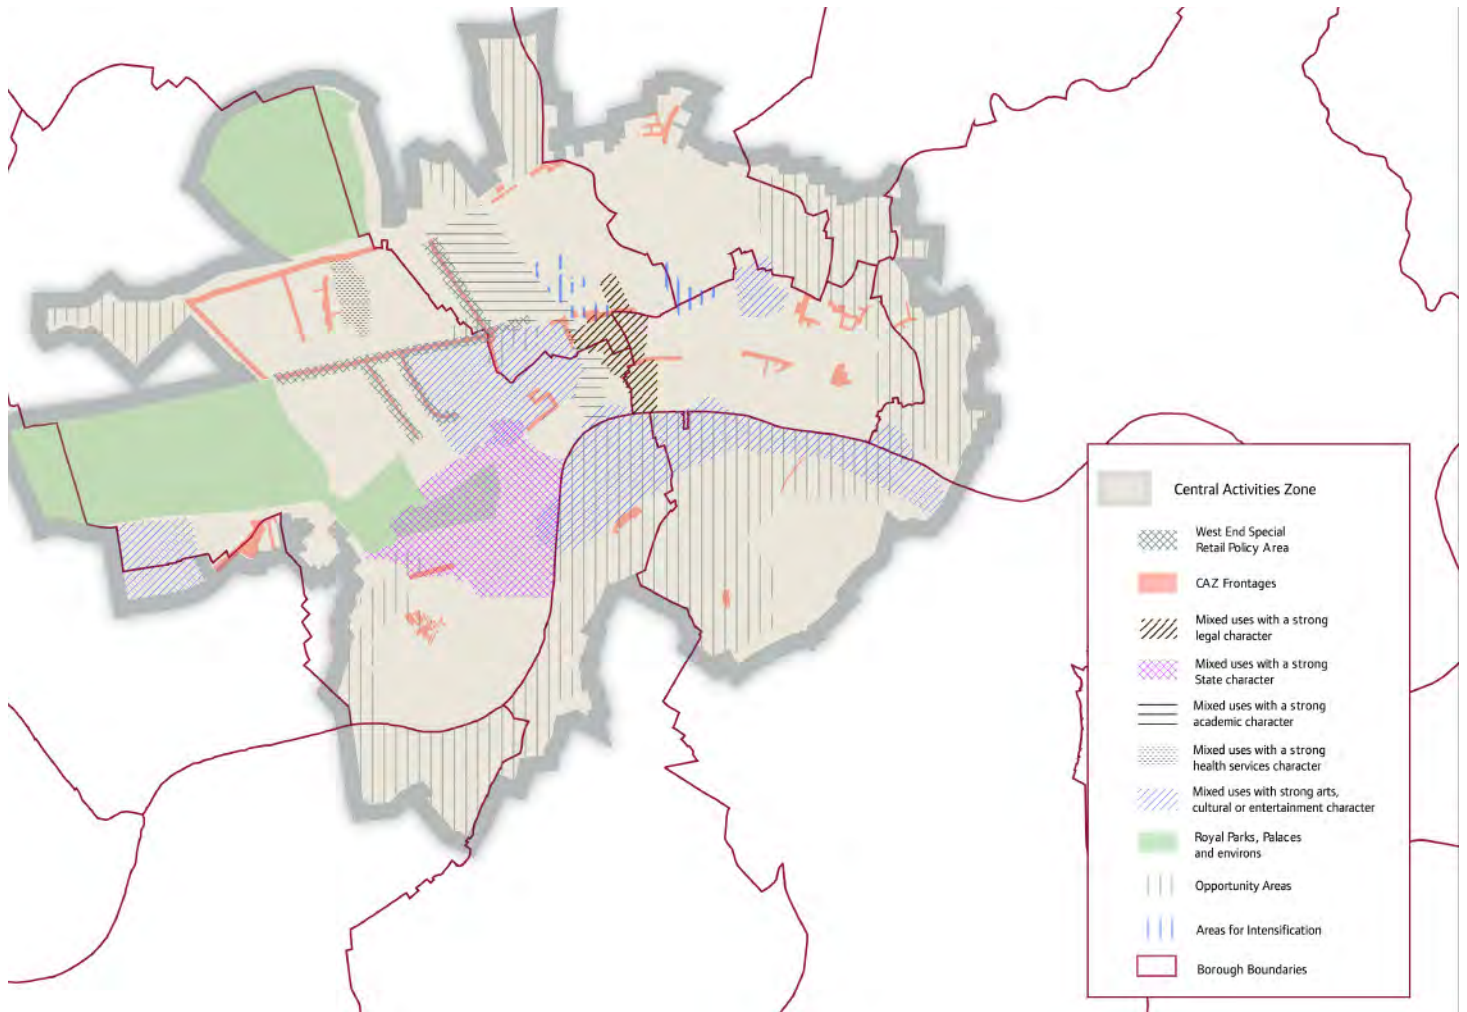 Central Activities Zone
West End Special
Retail Policy Area
CAZ Frontages
Mixed uses with a strong
legal character
Mixed uses with a strong
State character
Mixed uses with a strong
academic character
Mixed uses with a strong
health services character
Mixed uses with strong arts,
cultural or entertainment character
Royal Parks, Palaces
and environs
Opportunity Areas
Areas for Intensification
Borough Boundaries